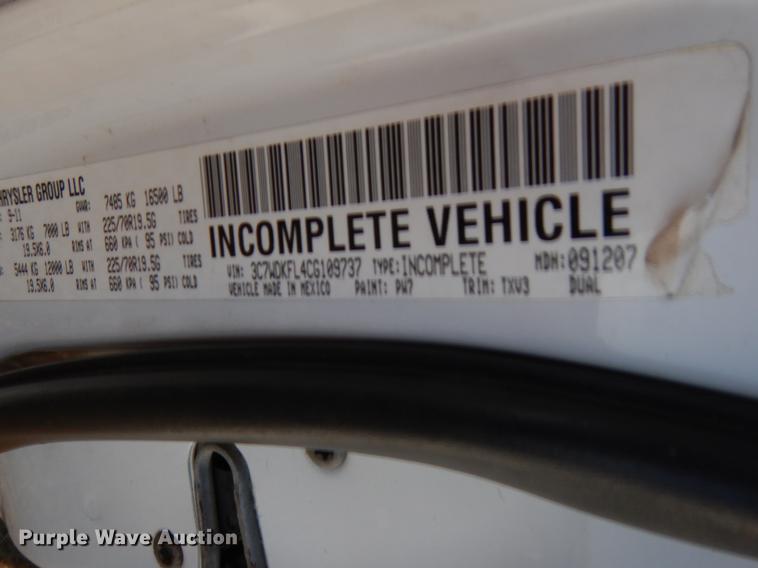 HRYSLER GROUP LLC
9-11 GVWR: 7485 KG 16500 LB
3176 KG 7000 LB WITH 225/70R19.5G TIRES
19.5X6.0 RIMS AT 660 KPA ( 95 PSI) COLD
5444 KG 12000 LB WITH 225/70R19.5G TIRES
19.5X6.0 RIMS AT 660 KPA ( 95 PSI) COLD
INCOMPLETE VEHICLE
VIN: 3C7WDKFL4CG109737 TYPE: INCOMPLETE MDH: 091207
VEHICLE MADE IN MEXICO PAINT: PW7 TRIM: TXV3 DUAL
Purple Wave Auction